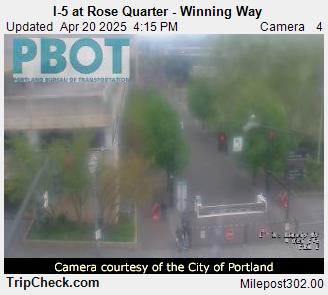 I-5 at Rose Quarter - Winning Way
Updated Apr 20 2025 4:15 PM Camera 4
PBOT
PORTLAND BUREAU OF TRANSPORTATION
Camera courtesy of the City of Portland
TripCheck.com Milepost302.00